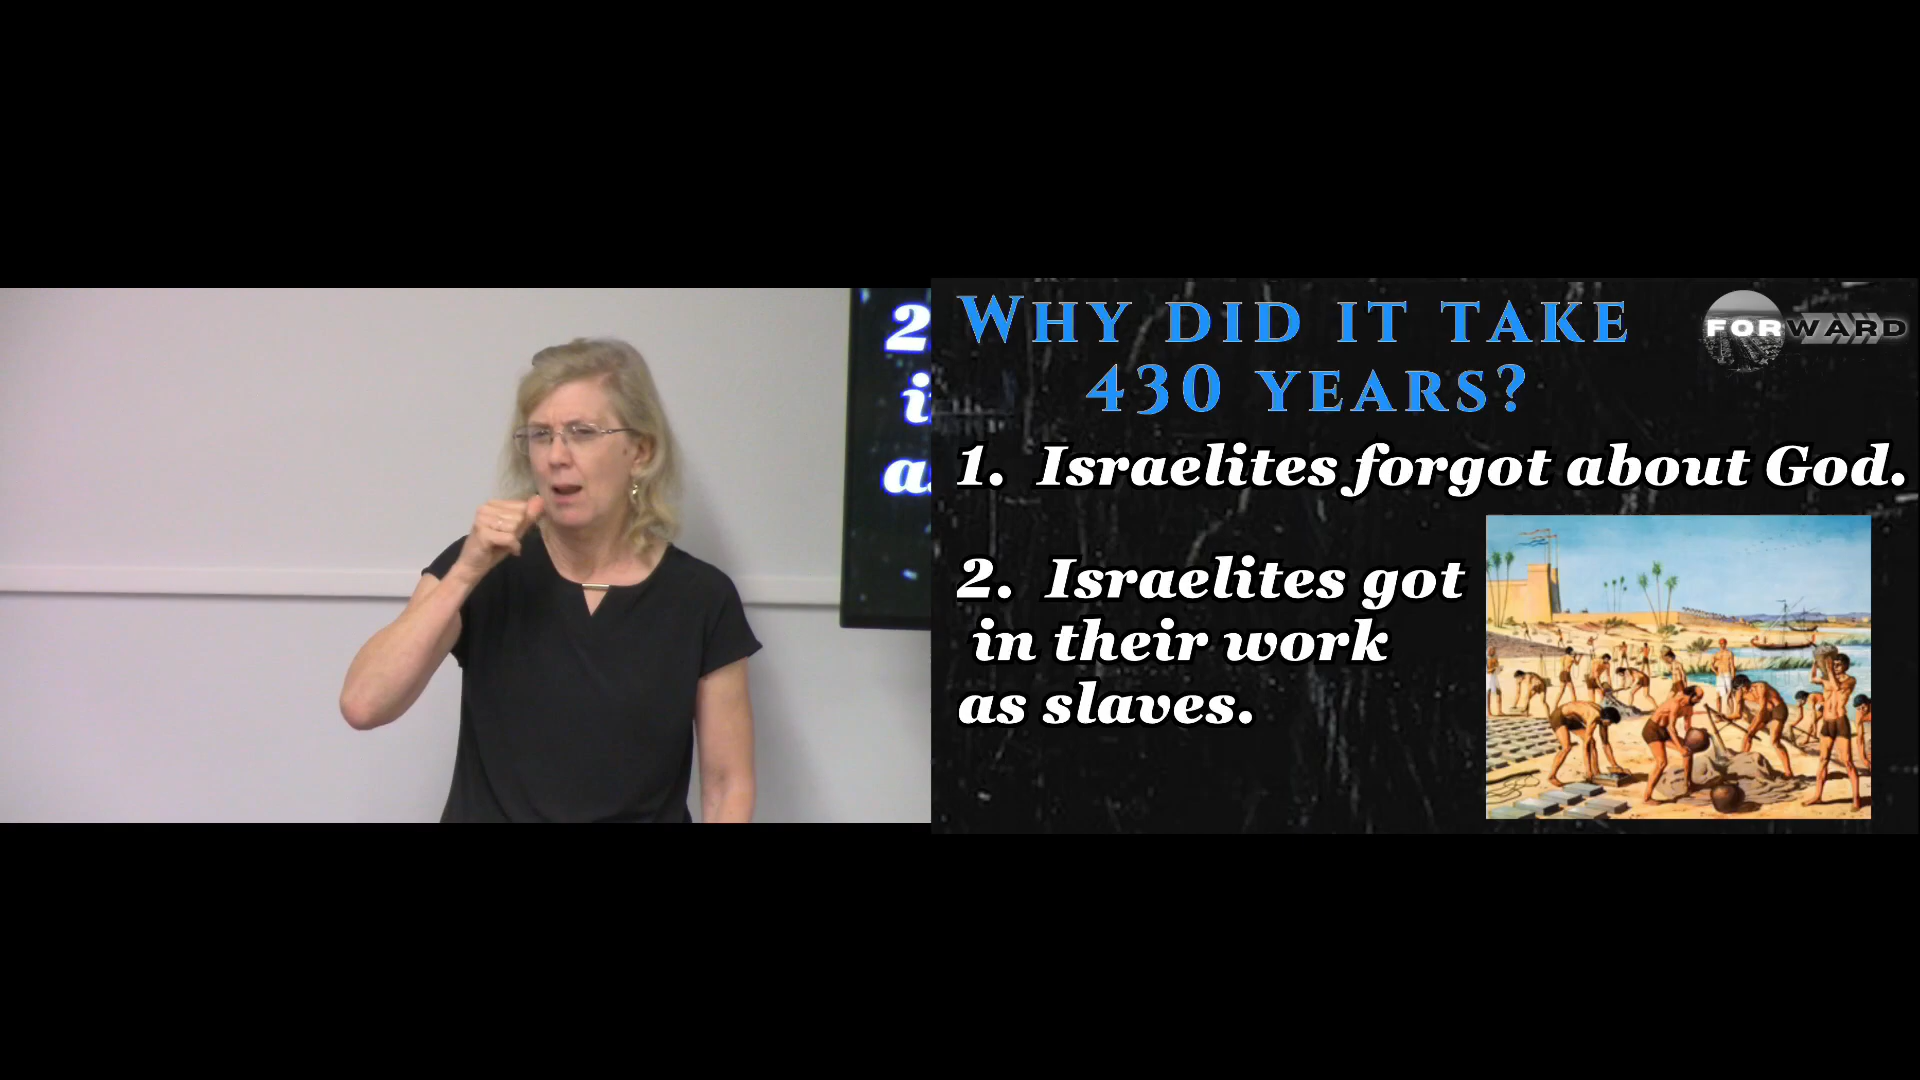 2
i
a
WHY DID IT TAKE
430 YEARS?
FORWARD
1. Israelites forgot about God.
2. Israelites got
in their work
as slaves.